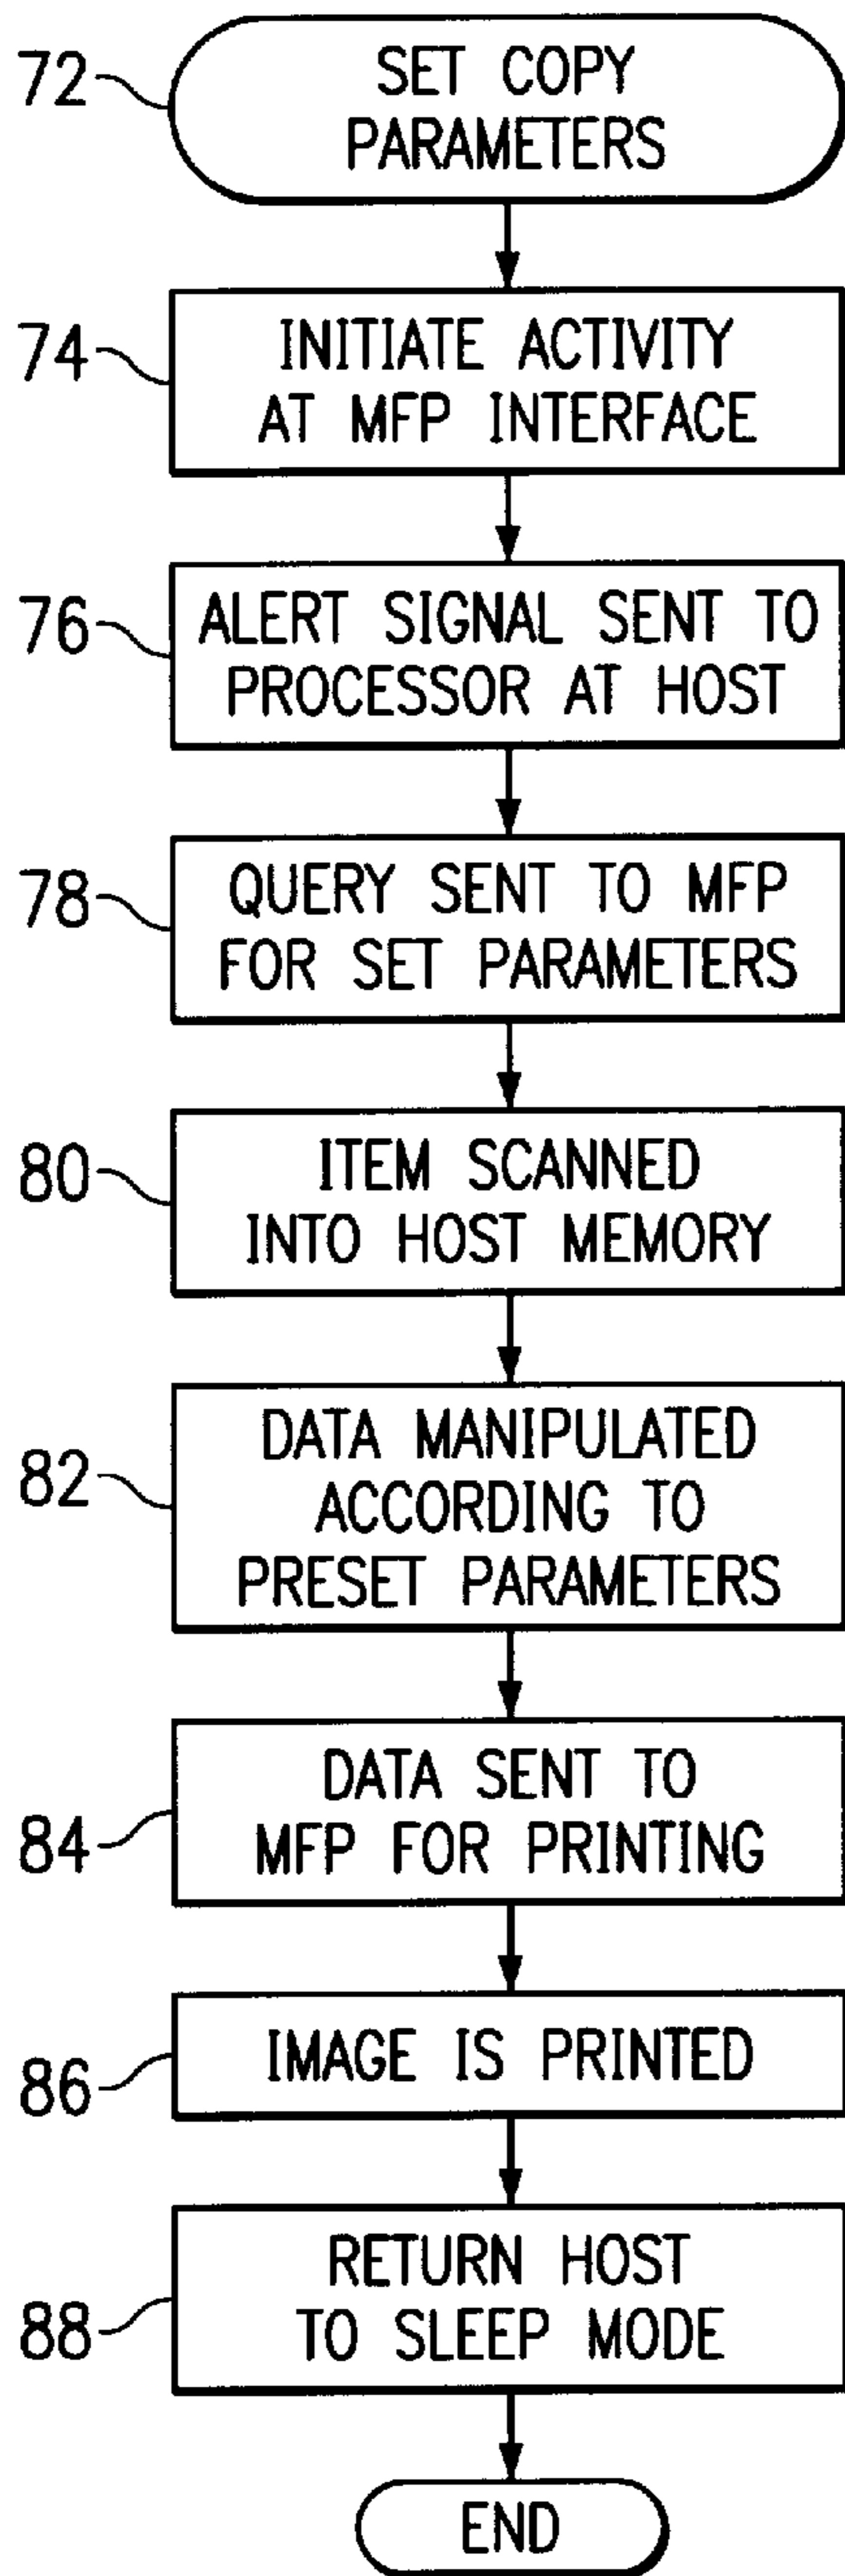 72
SET COPY
PARAMETERS
74
INITIATE ACTIVITY
AT MFP INTERFACE
76
ALERT SIGNAL SENT TO
PROCESSOR AT HOST
78
QUERY SENT TO MFP
FOR SET PARAMETERS
80
ITEM SCANNED
INTO HOST MEMORY
82
DATA MANIPULATED
ACCORDING TO
PRESET PARAMETERS
84
DATA SENT TO
MFP FOR PRINTING
86
IMAGE IS PRINTED
88
RETURN HOST
TO SLEEP MODE
END